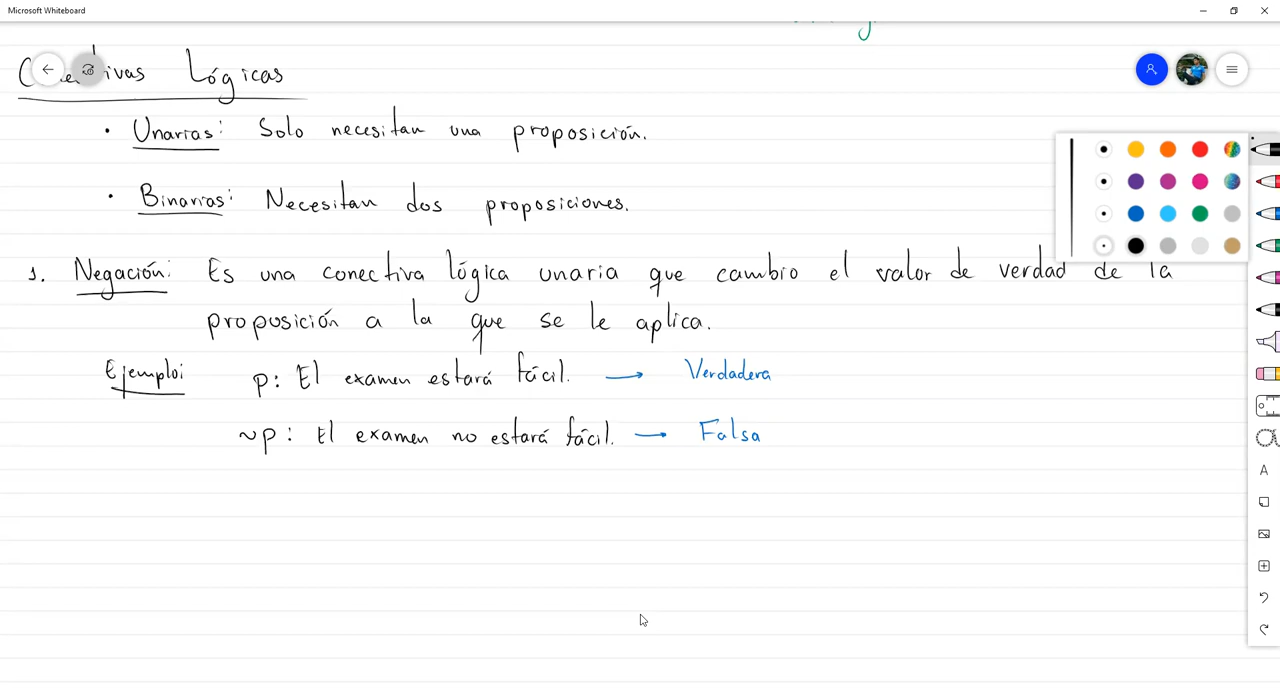 Microsoft Whiteboard
Lógicas
• Unarias: Solo necesitan una proposición.
• Binarias: Necesitan dos proposiciones.
1. Negación: Es una conectiva lógica unaria que cambio el valor de verdad de la
proposición a la que se le aplica.
Ejemplo: p: El examen estará fácil. → Verdadera
~p: El examen no estará fácil. → Falsa